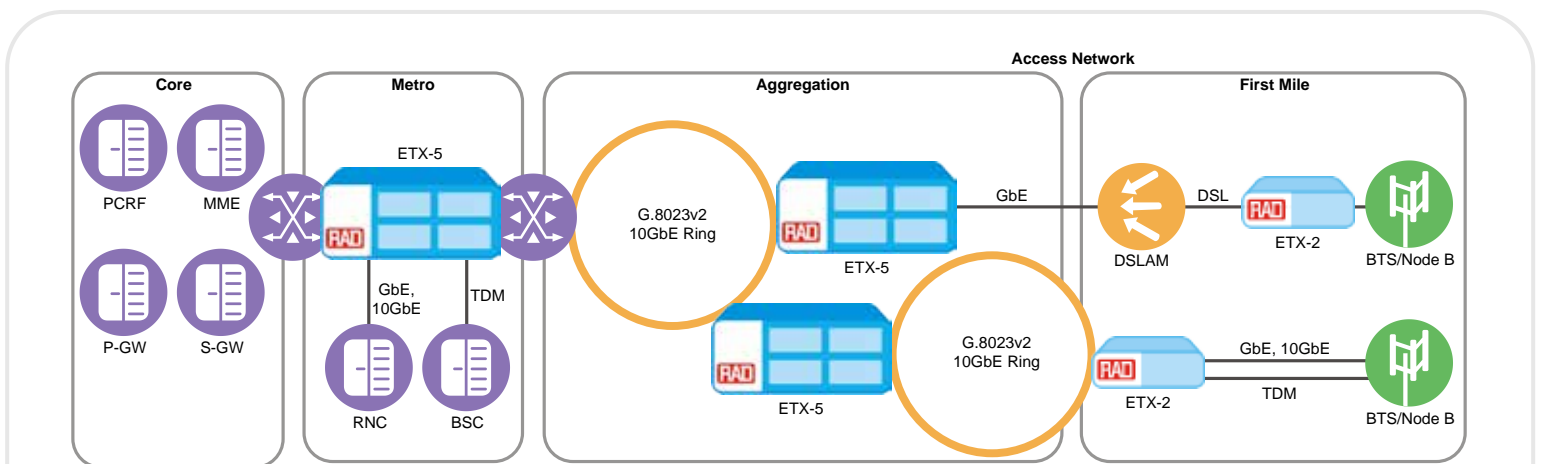 Access Network
Core
Metro
Aggregation
First Mile
PCRF
MME
P-GW
S-GW
ETX-5
RAD
GbE,
10GbE
TDM
RNC
BSC
G.8023v2
10GbE Ring
RAD
ETX-5
GbE
RAD
ETX-5
G.8023v2
10GbE Ring
DSLAM
DSL
RAD
ETX-2
BTS/Node B
RAD
ETX-2
GbE, 10GbE
TDM
BTS/Node B